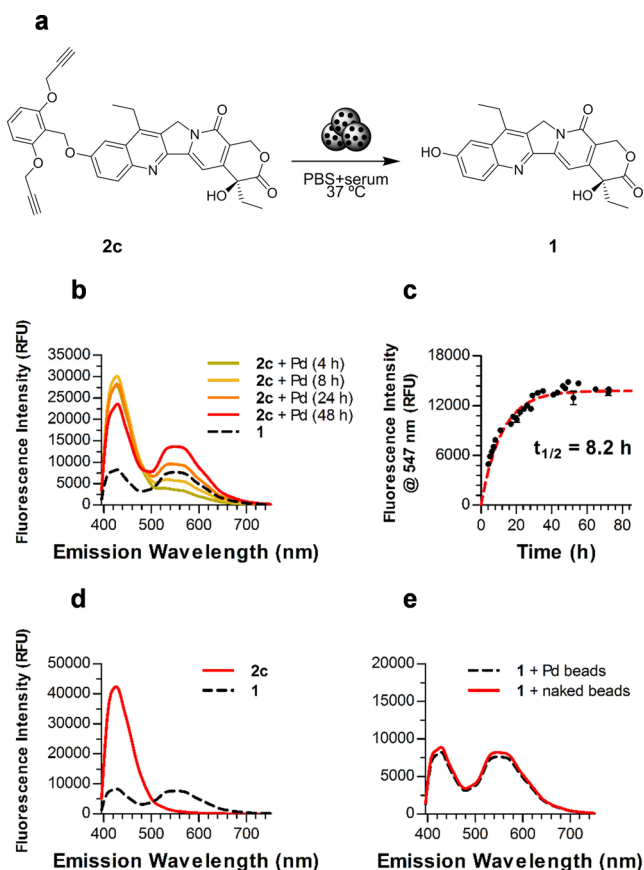 a
O
O
O
N
N
O
O
HO
O
2c
PBS+serum
37 ºC
HO
N
N
O
O
HO
O
1
b
Fluorescence Intensity (RFU)
35000
30000
25000
20000
15000
10000
5000
0
400 500 600 700
Emission Wavelength (nm)
2c + Pd (4 h)
2c + Pd (8 h)
2c + Pd (24 h)
2c + Pd (48 h)
1
c
Fluorescence Intensity (RFU)
@ 547 nm (RFU)
18000
12000
6000
0
0 20 40 60 80
Time (h)
t1/2 = 8.2 h
d
Fluorescence Intensity (RFU)
50000
40000
30000
20000
10000
0
400 500 600 700
Emission Wavelength (nm)
2c
1
e
20000
15000
10000
5000
0
400 500 600 700
Emission Wavelength (nm)
1 + Pd beads
1 + naked beads